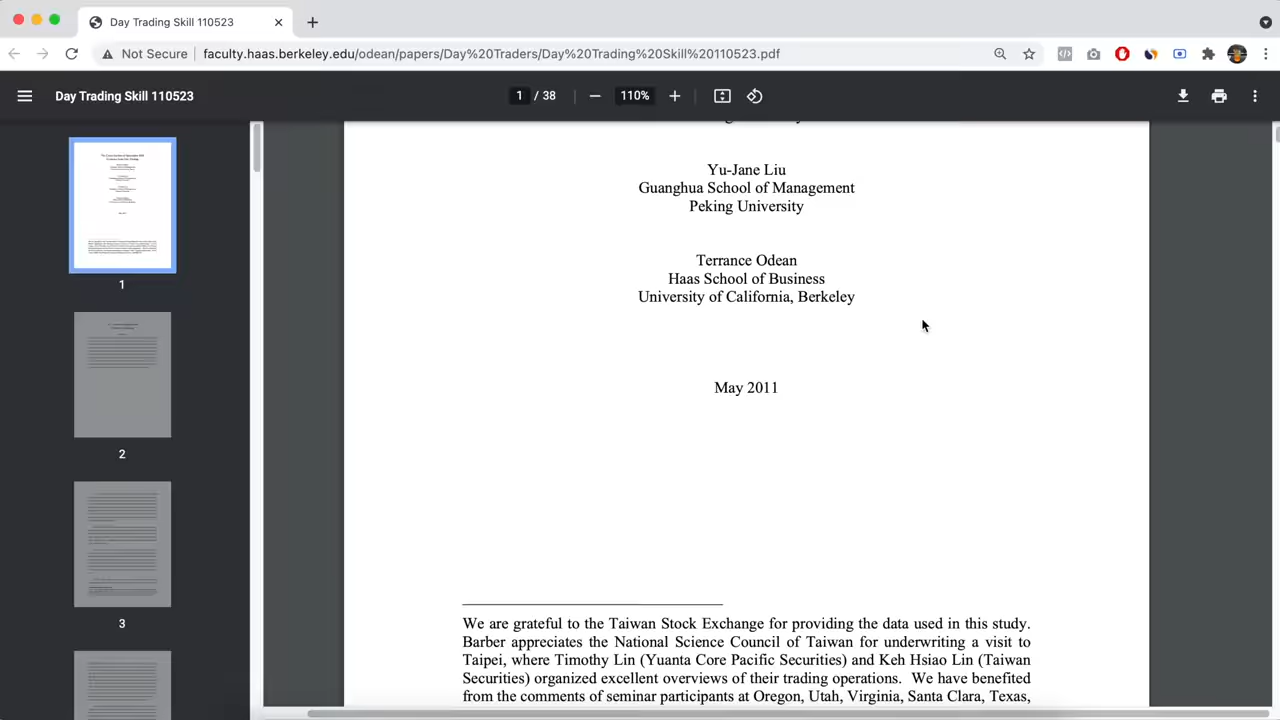 Day Trading Skill 110523
Not Secure
faculty.haas.berkeley.edu/odean/papers/Day%20Traders/Day%20Trading%20Skill%20110523.pdf
Day Trading Skill 110523
1 / 38
110%
Yu-Jane Liu
Guanghua School of Management
Peking University
Terrance Odean
Haas School of Business
University of California, Berkeley
May 2011
We are grateful to the Taiwan Stock Exchange for providing the data used in this study.
Barber appreciates the National Science Council of Taiwan for underwriting a visit to
Taipei, where Timothy Lin (Yuanta Core Pacific Securities) and Keh Hsiao Lin (Taiwan
Securities) organized excellent overviews of their trading operations. We have benefited
from the comments of seminar participants at Oregon, Utah, Virginia, Santa Clara, Texas,
1
2
3